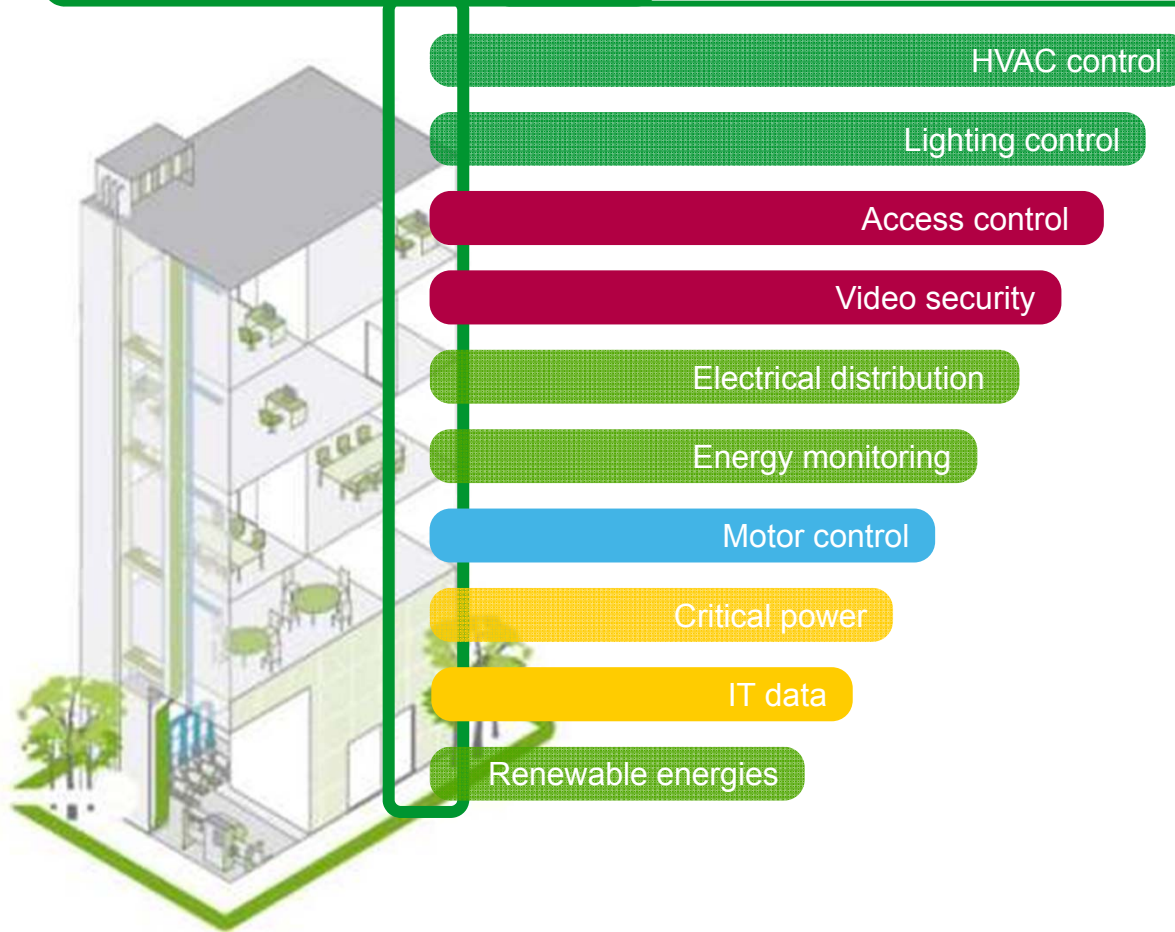 HVAC control
Lighting control
Access control
Video security
Electrical distribution
Energy monitoring
Motor control
Critical power
IT data
Renewable energies